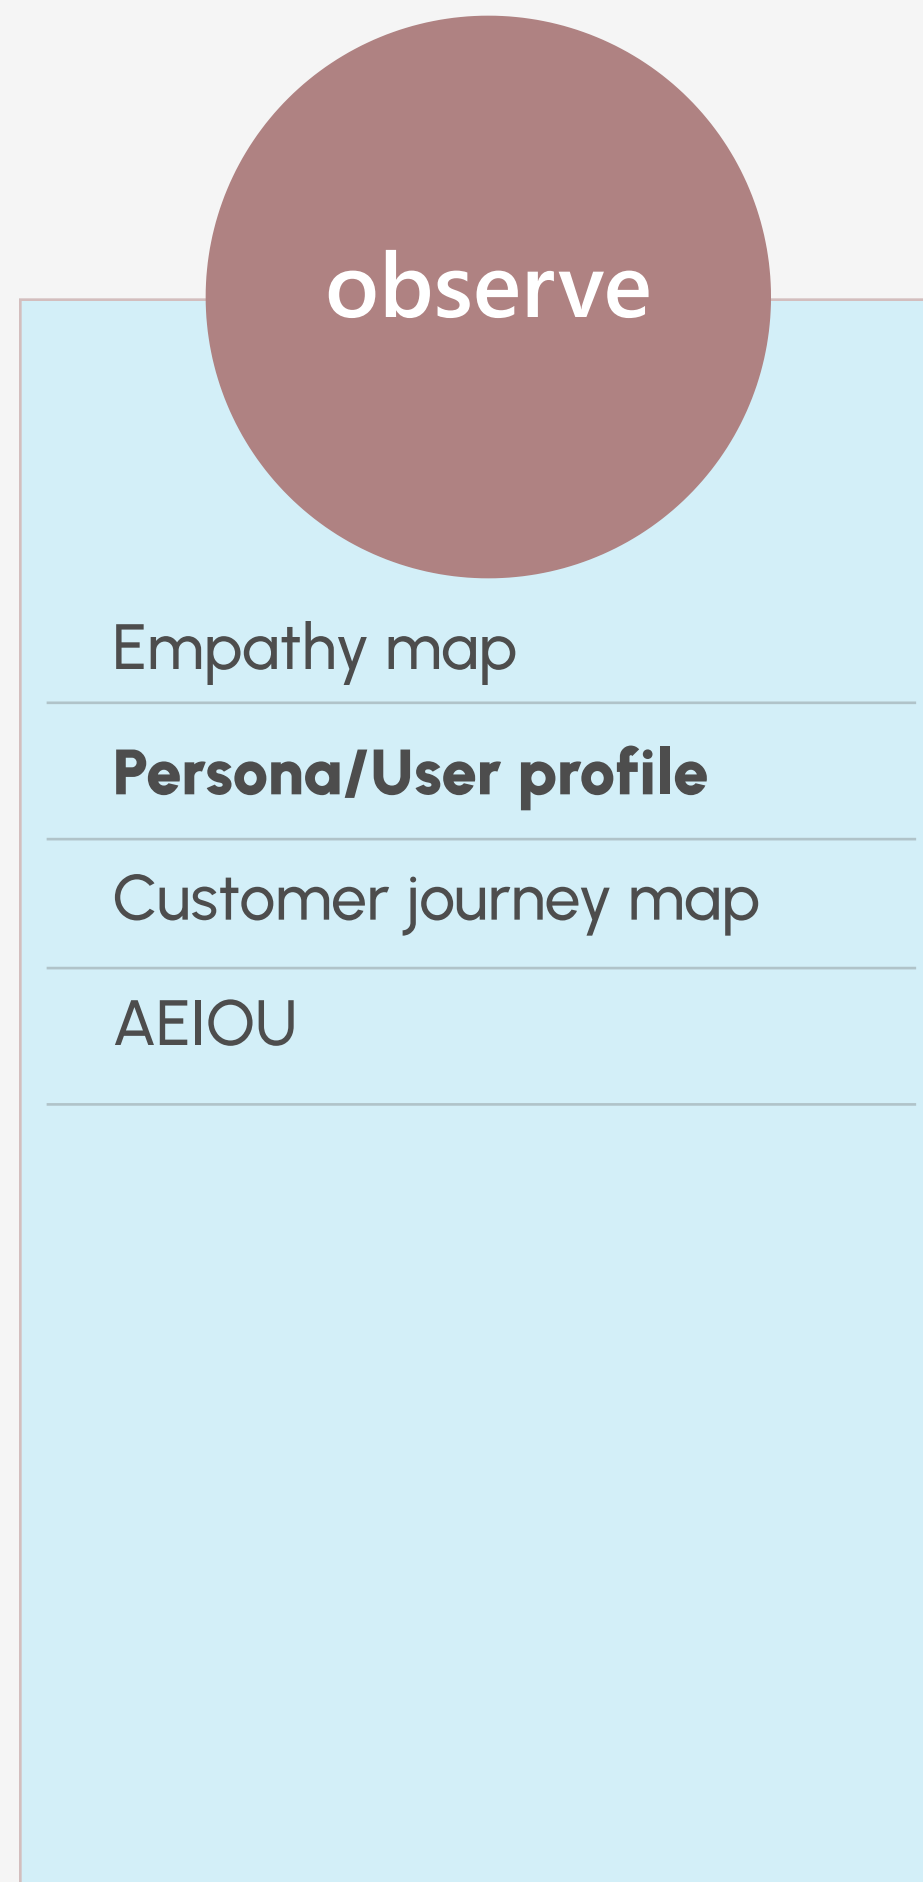 observe
Empathy map
Persona/User profile
Customer journey map
AEIOU